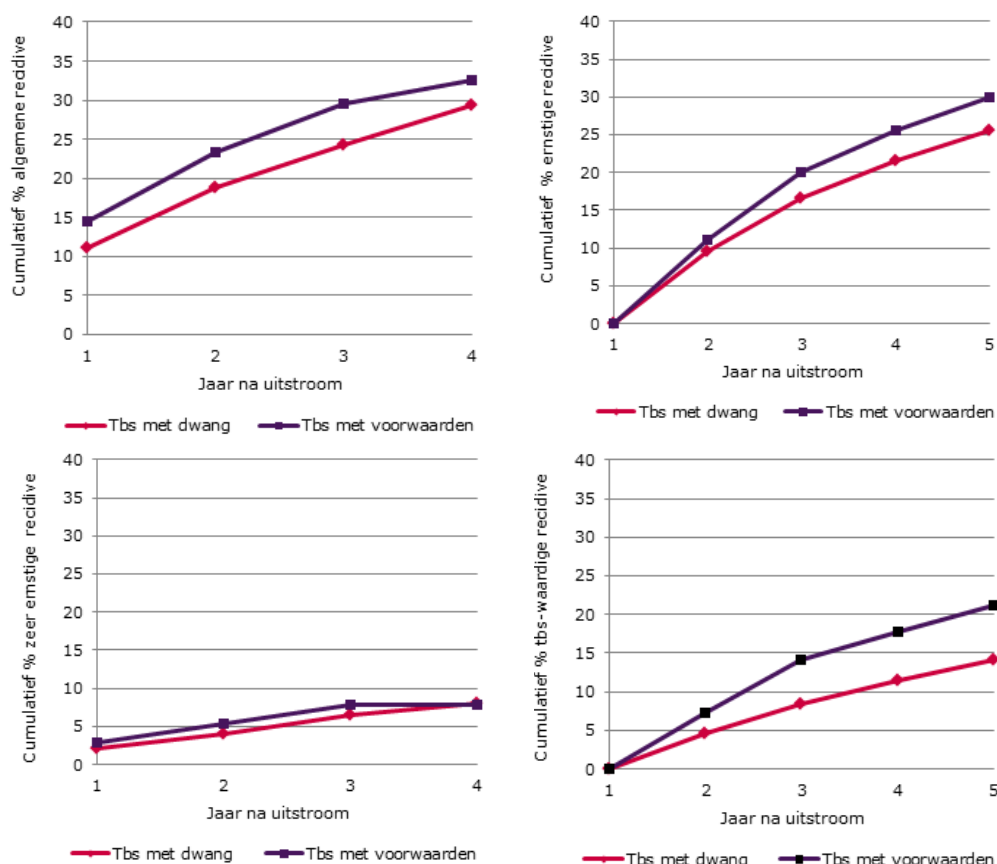 Cumulatief % algemene recidive
40
35
30
25
20
15
10
5
0
1 2 3 4
Jaar na uitstroom
Tbs met dwang Tbs met voorwaarden
Cumulatief % ernstige recidive
40
35
30
25
20
15
10
5
0
1 2 3 4 5
Jaar na uitstroom
Tbs met dwang Tbs met voorwaarden
Cumulatief % zeer ernstige recidive
40
35
30
25
20
15
10
5
0
1 2 3 4
Jaar na uitstroom
Tbs met dwang Tbs met voorwaarden
Cumulatief % tbs-waardige recidive
40
35
30
25
20
15
10
5
0
1 2 3 4 5
Jaar na uitstroom
Tbs met dwang Tbs met voorwaarden